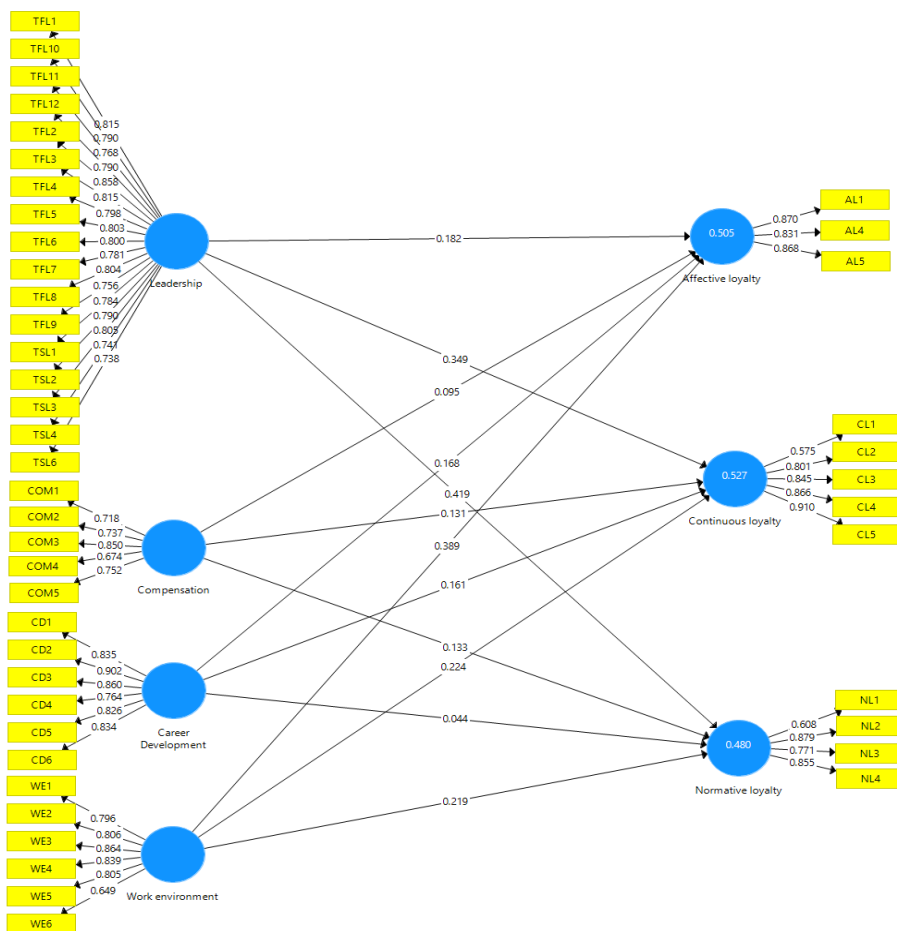 TFL1
TFL10
TFL11
TFL12
TFL2
TFL3
TFL4
TFL5
TFL6
TFL7
TFL8
TFL9
TSL1
TSL2
TSL3
TSL4
TSL6
0.815
0.790
0.768
0.790
0.858
0.815
0.798
0.803
0.800
0.781
0.804
0.756
0.784
0.790
0.805
0.741
0.738
Leadership
COM1
COM2
COM3
COM4
COM5
0.718
0.737
0.850
0.674
0.752
Compensation
CD1
CD2
CD3
CD4
CD5
CD6
0.835
0.902
0.860
0.764
0.826
0.834
Career
Development
WE1
WE2
WE3
WE4
WE5
WE6
0.796
0.806
0.864
0.839
0.805
0.649
Work environment
0.182
0.349
0.095
0.168
0.419
0.131
0.389
0.161
0.133
0.224
0.044
0.219
0.505
Affective loyalty
0.870
0.831
0.868
AL1
AL4
AL5
0.527
Continuous loyalty
0.575
0.801
0.845
0.866
0.910
CL1
CL2
CL3
CL4
CL5
0.480
Normative loyalty
0.608
0.879
0.771
0.855
NL1
NL2
NL3
NL4